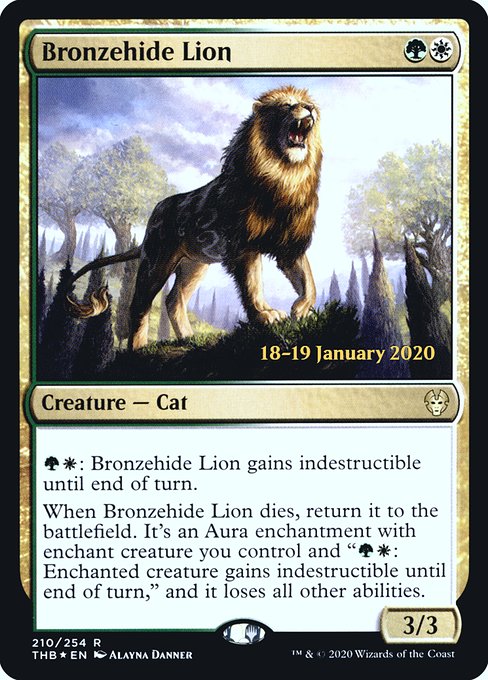 Bronzehide Lion
18–19 January 2020
Creature — Cat
: Bronzehide Lion gains indestructible
until end of turn.
When Bronzehide Lion dies, return it to the
battlefield. It's an Aura enchantment with
enchant creature you control and “:
Enchanted creature gains indestructible until
end of turn,” and it loses all other abilities.
3/3
210/254 R
THB★EN ALAYNA DANNER
™ & © 2020 Wizards of the Coast